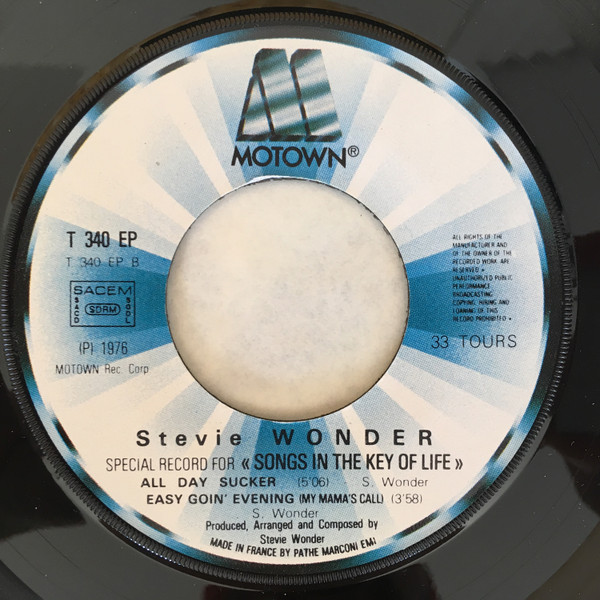 MOTOWN®
T 340 EP
T 340 EP B
SACEM
SACD
SDRM
SGDL
(P) 1976
MOTOWN Rec. Corp.
ALL RIGHTS OF THE
MANUFACTURER AND
OF THE OWNER OF THE
RECORDED WORK ARE
RESERVED •
UNAUTHORIZED PUBLIC
PERFORMANCE
BROADCASTING
COPYING HIRING AND
LOANING OF THIS
RECORD PROHIBITED •
33 TOURS
Stevie WONDER
SPECIAL RECORD FOR « SONGS IN THE KEY OF LIFE »
ALL DAY SUCKER (5'06) S. Wonder
EASY GOIN' EVENING (MY MAMA'S CALL) (3'58)
S. Wonder
Produced, Arranged and Composed by
Stevie Wonder
MADE IN FRANCE BY PATHE MARCONI EMI